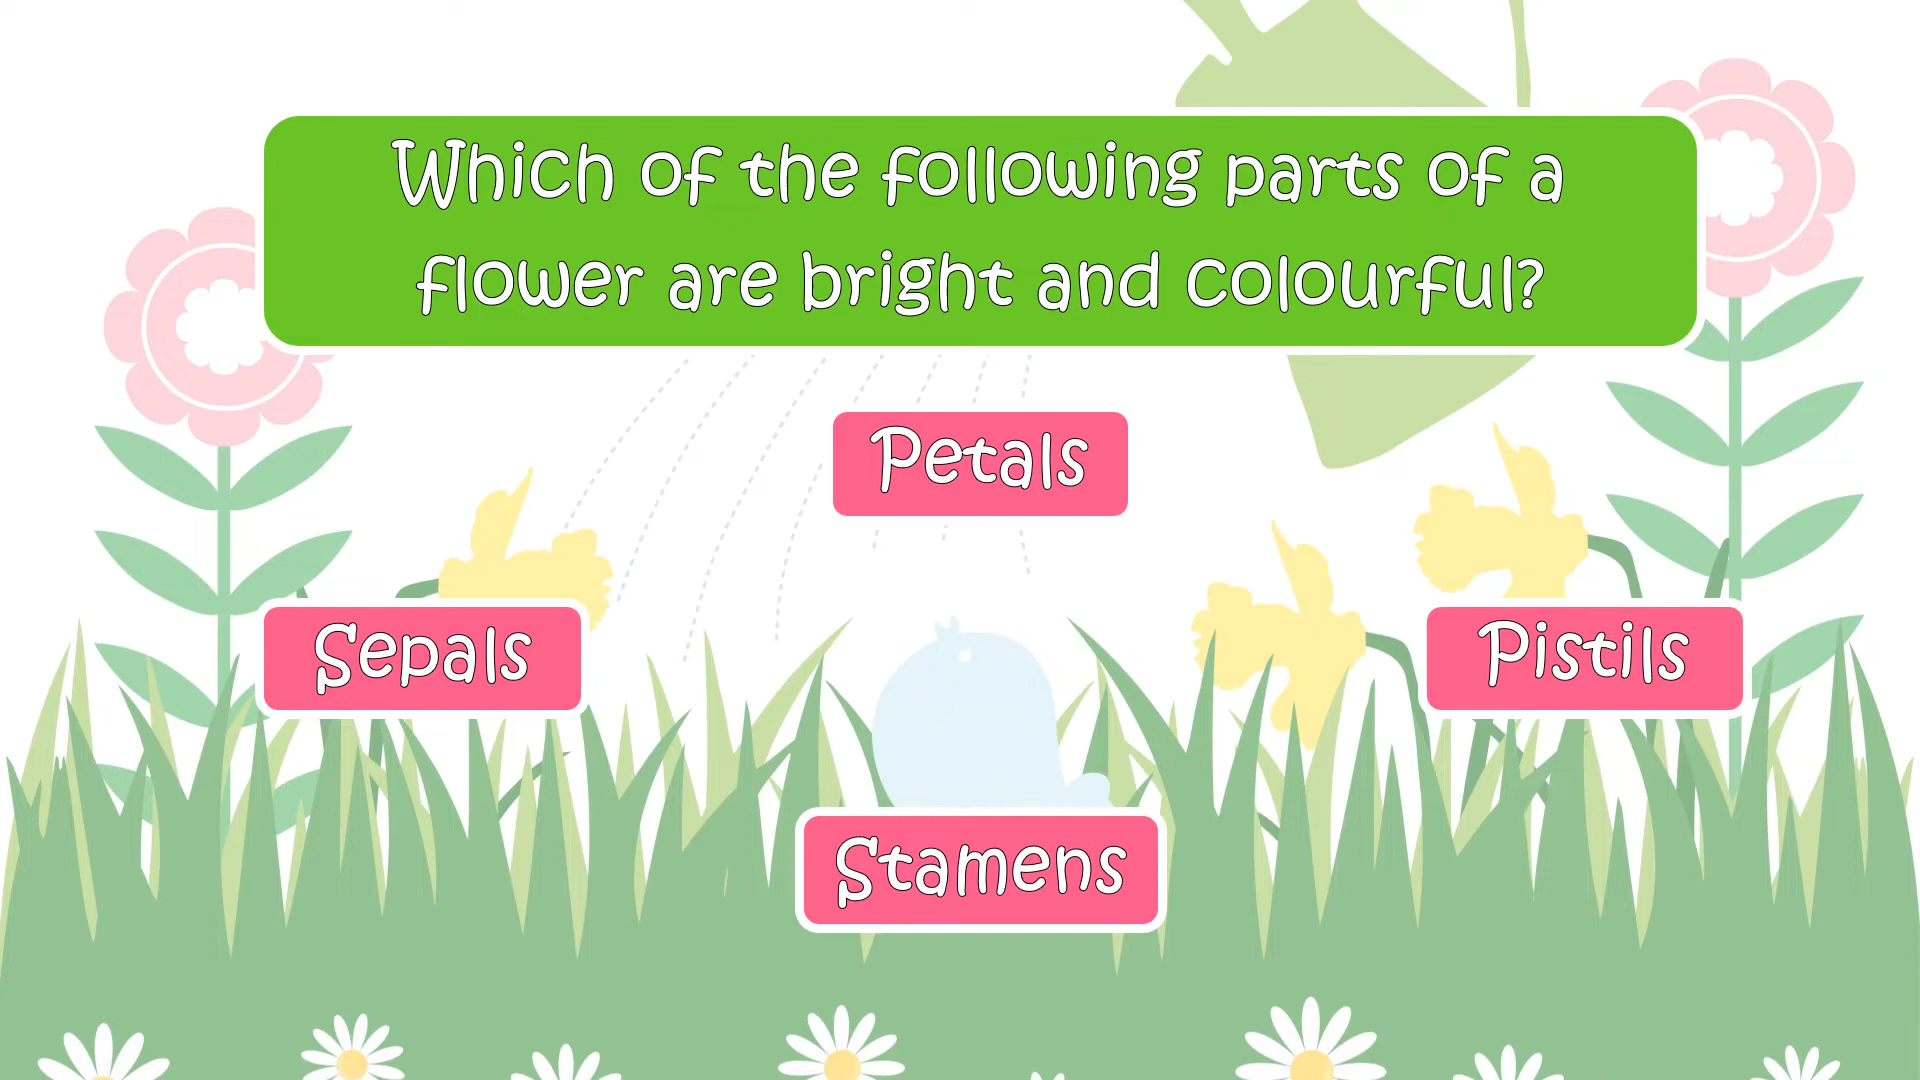 Which of the following parts of a
flower are bright and colourful?
Petals
Sepals
Pistils
Stamens